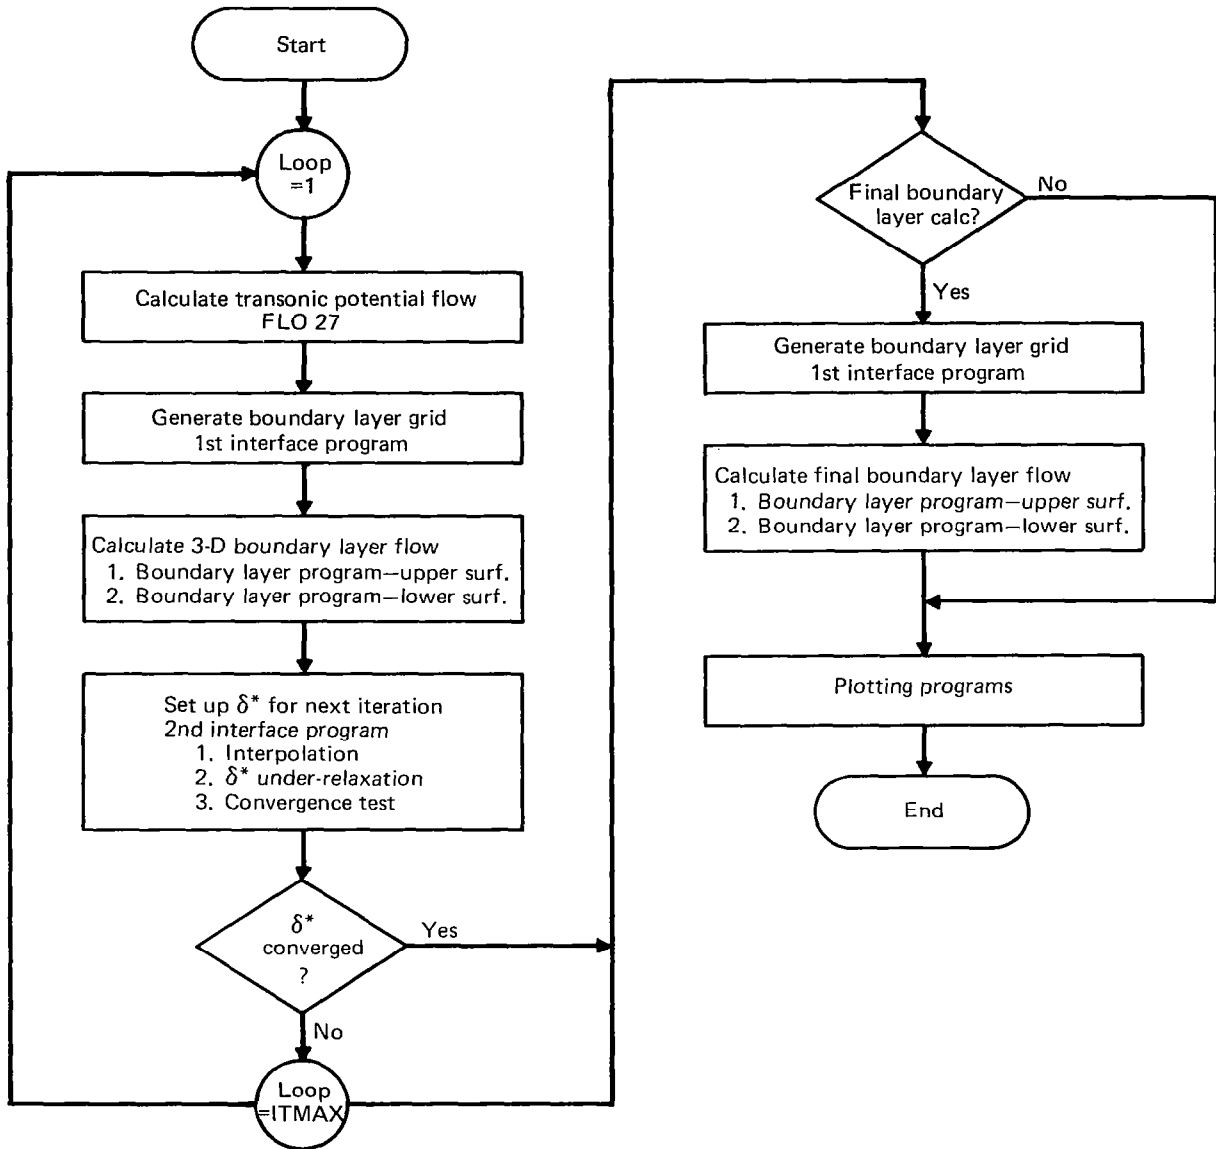 Start
Loop
=1
Calculate transonic potential flow
FLO 27
Generate boundary layer grid
1st interface program
Calculate 3-D boundary layer flow
1. Boundary layer program—upper surf.
2. Boundary layer program—lower surf.
Set up δ* for next iteration
2nd interface program
1. Interpolation
2. δ* under-relaxation
3. Convergence test
δ*
converged
?
Yes
No
Loop
=ITMAX
Final boundary
layer calc?
No
Yes
Generate boundary layer grid
1st interface program
Calculate final boundary layer flow
1. Boundary layer program—upper surf.
2. Boundary layer program—lower surf.
Plotting programs
End